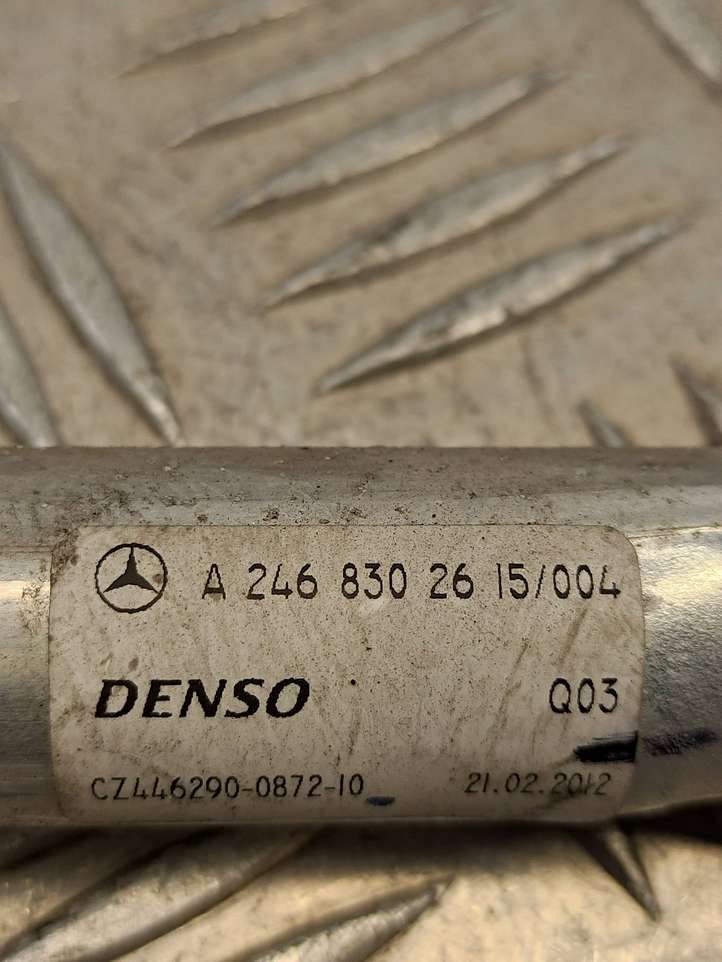 A 246 830 26 15/004
DENSO Q03
CZ446290-0872-10 21.02.2012